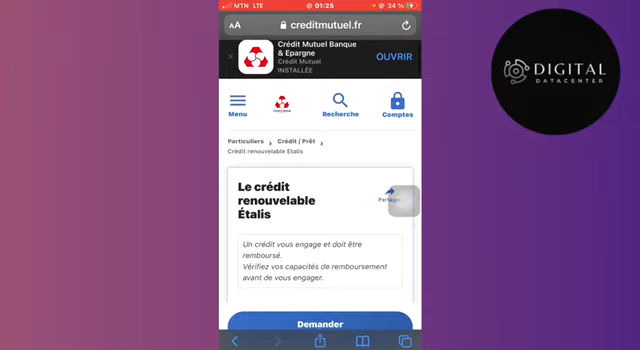 MTN LTE 01:25 34 %
AA creditmutuel.fr
Crédit Mutuel Banque
& Epargne
Crédit Mutuel
INSTALLÉE
OUVRIR
Menu
Recherche
Comptes
Particuliers
Crédit / Prêt
Crédit renouvelable Étalis
Le crédit
renouvelable
Étalis
Partager
Un crédit vous engage et doit être
remboursé.
Vérifiez vos capacités de remboursement
avant de vous engager.
Demander
DIGITAL
DATACENTER